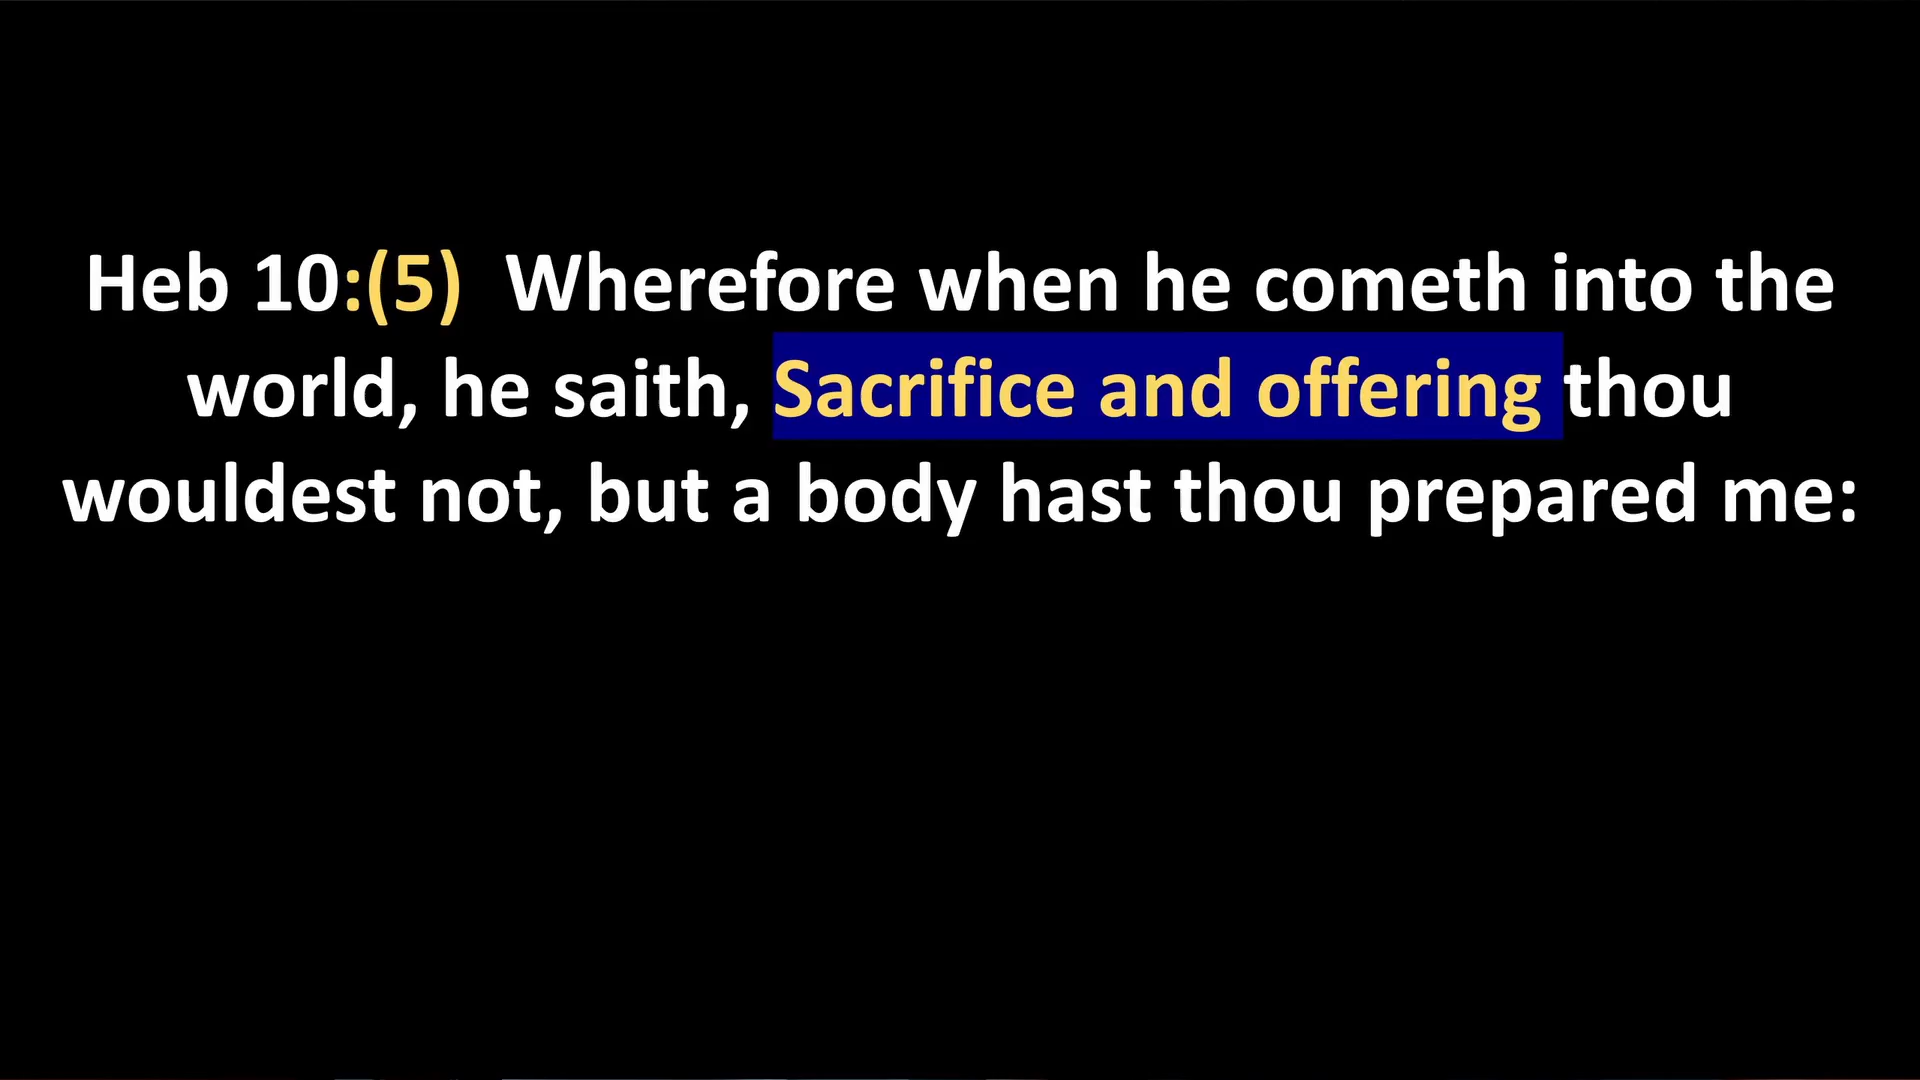 Heb 10:(5)  Wherefore when he cometh into the
world, he saith, Sacrifice and offering thou
wouldest not, but a body hast thou prepared me: